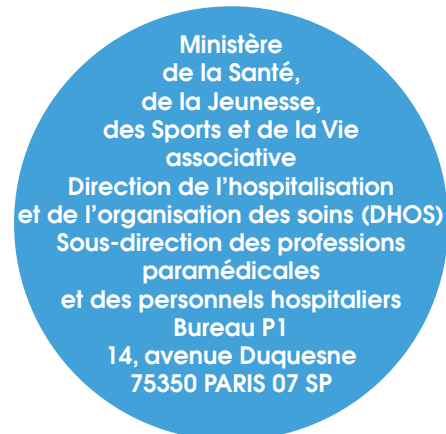 Ministère
de la Santé,
de la Jeunesse,
des Sports et de la Vie
associative
Direction de l’hospitalisation
et de l’organisation des soins (DHOS)
Sous-direction des professions
paramédicales
et des personnels hospitaliers
Bureau P1
14, avenue Duquesne
75350 PARIS 07 SP